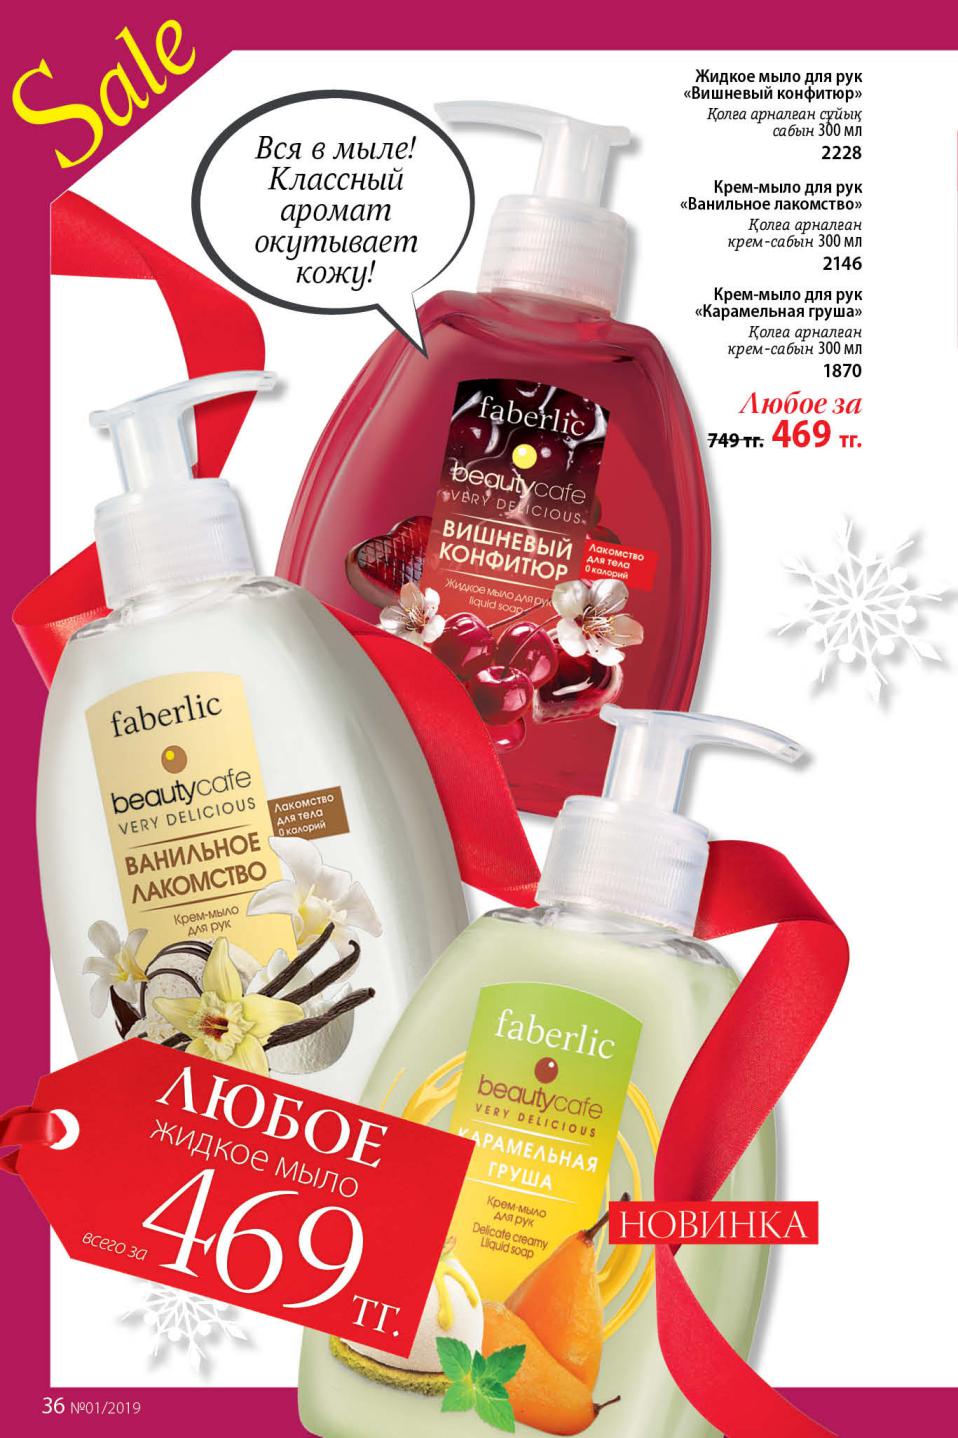 Sale
Вся в мыле!
Классный
аромат
окутывает
кожу!
Жидкое мыло для рук
«Вишневый конфитюр»
Қолға арналған сұйық
сабын 300 мл
2228
Крем-мыло для рук
«Ванильное лакомство»
Қолға арналған
крем-сабын 300 мл
2146
Крем-мыло для рук
«Карамельная груша»
Қолға арналған
крем-сабын 300 мл
1870
Любое за
749 тг. 469 тг.
faberlic
beautycafe
VERY DELICIOUS
ВИШНЕВЫЙ
КОНФИТЮР
Жидкое мыло для рук
liquid soap
Лакомство
для тела
0 калорий
faberlic
beautycafe
VERY DELICIOUS
ВАНИЛЬНОЕ
ЛАКОМСТВО
Крем-мыло
для рук
Лакомство
для тела
0 калорий
faberlic
beautycafe
VERY DELICIOUS
КАРАМЕЛЬНАЯ
ГРУША
Крем-мыло
для рук
Delicate creamy
Liquid soap
НОВИНКА
ЛЮБОЕ
жидкое мыло
всего за 469 тг.
36 №01/2019